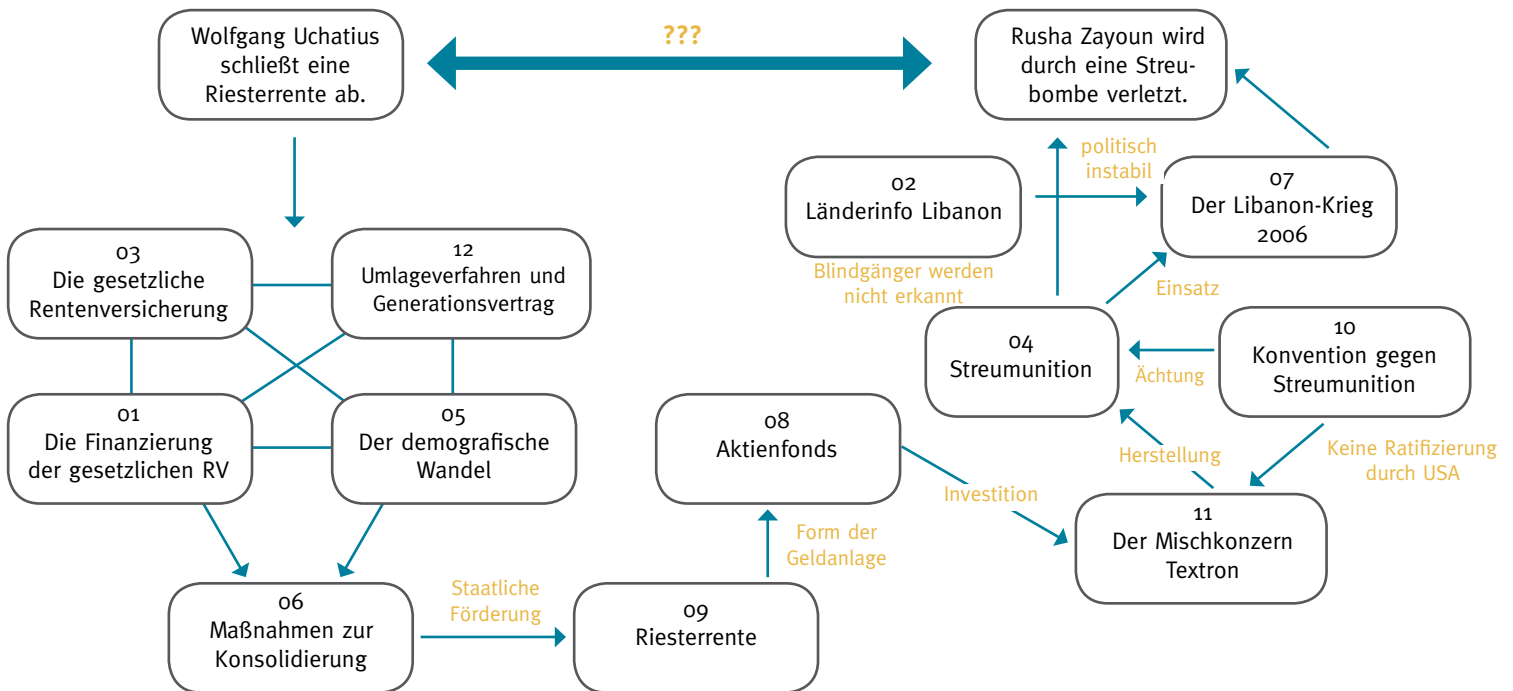 Wolfgang Uchatius
schließt eine
Riesterrente ab.
???
Rusha Zayoun wird
durch eine Streu-
bombe verletzt.
politisch
instabil
02
Länderinfo Libanon
07
Der Libanon-Krieg
2006
03
Die gesetzliche
Rentenversicherung
12
Umlageverfahren und
Generationsvertrag
Blindgänger werden
nicht erkannt
Einsatz
04
Streumunition
Ächtung
10
Konvention gegen
Streumunition
01
Die Finanzierung
der gesetzlichen RV
05
Der demografische
Wandel
08
Aktienfonds
Herstellung
Keine Ratifizierung
durch USA
Investition
11
Der Mischkonzern
Textron
Form der
Geldanlage
06
Maßnahmen zur
Konsolidierung
Staatliche
Förderung
09
Riesterrente